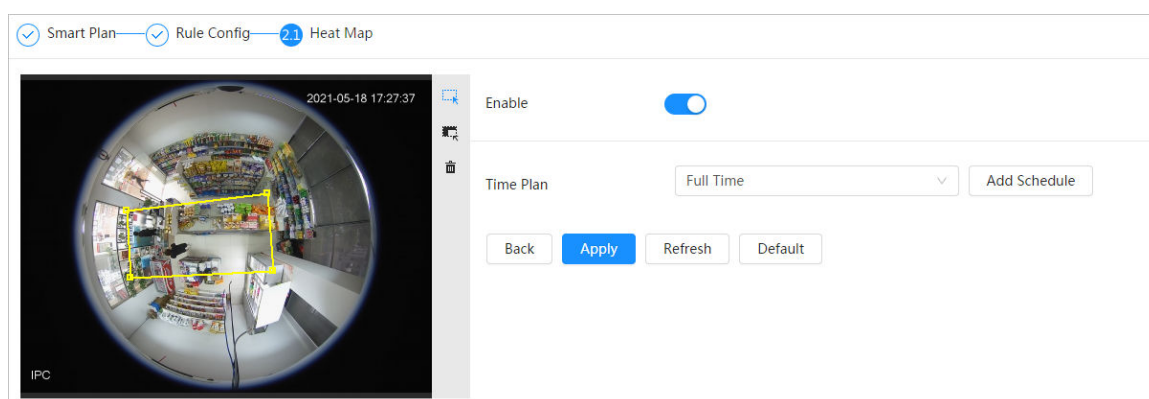 Smart Plan Rule Config 2.1 Heat Map
2021-05-18 17:27:37
Enable
Time Plan Full Time Add Schedule
Back Apply Refresh Default
IPC